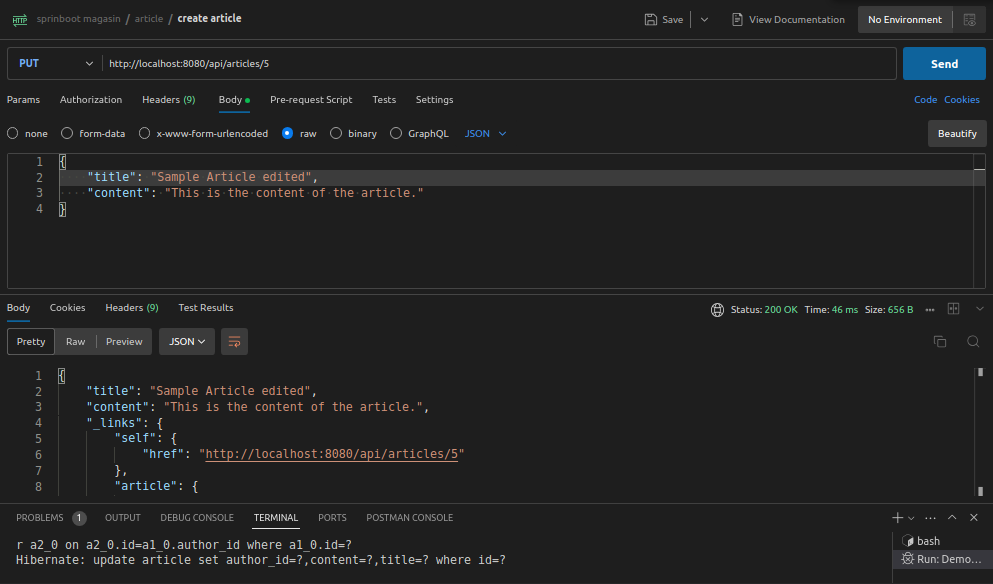 HTTP sprinboot magasin / article / create article Save View Documentation No Environment
PUT http://localhost:8080/api/articles/5 Send
Params Authorization Headers (9) Body Pre-request Script Tests Settings Code Cookies
none form-data x-www-form-urlencoded raw binary GraphQL JSON Beautify
1 {
2 "title": "Sample Article edited",
3 "content": "This is the content of the article."
4 }
Body Cookies Headers (9) Test Results Status: 200 OK Time: 46 ms Size: 656 B
Pretty Raw Preview JSON
1 {
2 "title": "Sample Article edited",
3 "content": "This is the content of the article.",
4 "_links": {
5 "self": {
6 "href": "http://localhost:8080/api/articles/5"
7 },
8 "article": {
PROBLEMS 1 OUTPUT DEBUG CONSOLE TERMINAL PORTS POSTMAN CONSOLE
r a2_0 on a2_0.id=a1_0.author_id where a1_0.id=?
Hibernate: update article set author_id=?,content=?,title=? where id=?
bash
Run: Demo...